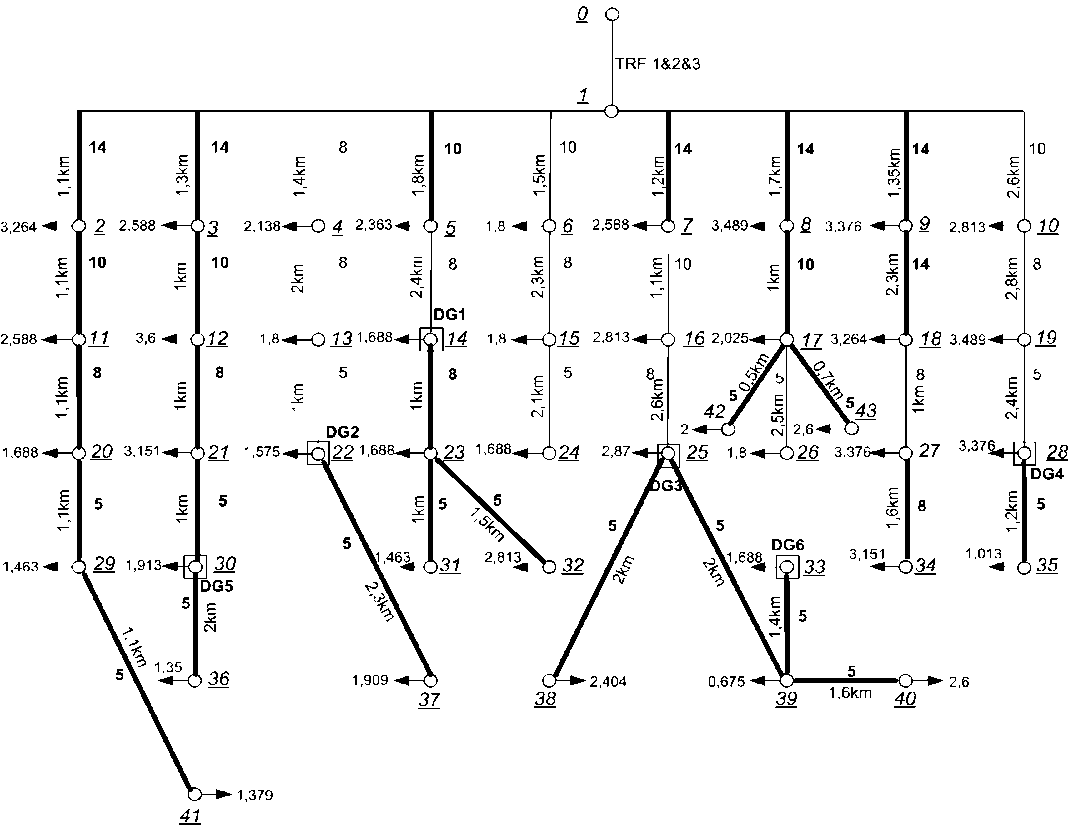 0
TRF 1&2&3
1
1,1km 14 1,3km 14 1,4km 8 1,8km 10 1,5km 10 1,2km 14 1,7km 14 1,35km 14 2,6km 10
3,264 2 2.588 3 2,138 4 2,363 5 1,8 6 2,588 7 3,489 8 3,376 9 2,813 10
1,1km 10 1km 10 2km 8 2,4km 8 2,3km 8 1,1km 10 1km 10 2,3km 14 2,8km 8
DG1
2,588 11 3,6 12 1,8 13 1,688 14 1,8 15 2,813 16 2,025 17 3,264 18 3,489 19
1,1km 8 1km 8 1km 5 1km 8 2,1km 5 2,6km 8 0,5km 5 2,5km 5 0,7km 5 1km 8 2,4km 5
42 43
2 2,6
DG2
1.688 20 3,151 21 1,575 22 1,688 23 1,688 24 2,87 25 1,8 26 3,376 27 3,376 28
DG3 DG4
1,1km 5 1km 5 1km 5 1,5km 5 1,6km 8 1,2km 5
DG6
1,463 29 1,913 30 1,463 31 2,813 32 1,688 33 3,151 34 1,013 35
DG5
5 2km 5 2,3km 5 2km 5 2km 1,4km 5
1.1km 5
1,35 36 1,909 37 38 2,404 0,675 39 5 1.6km 40 2,6
41 1,379